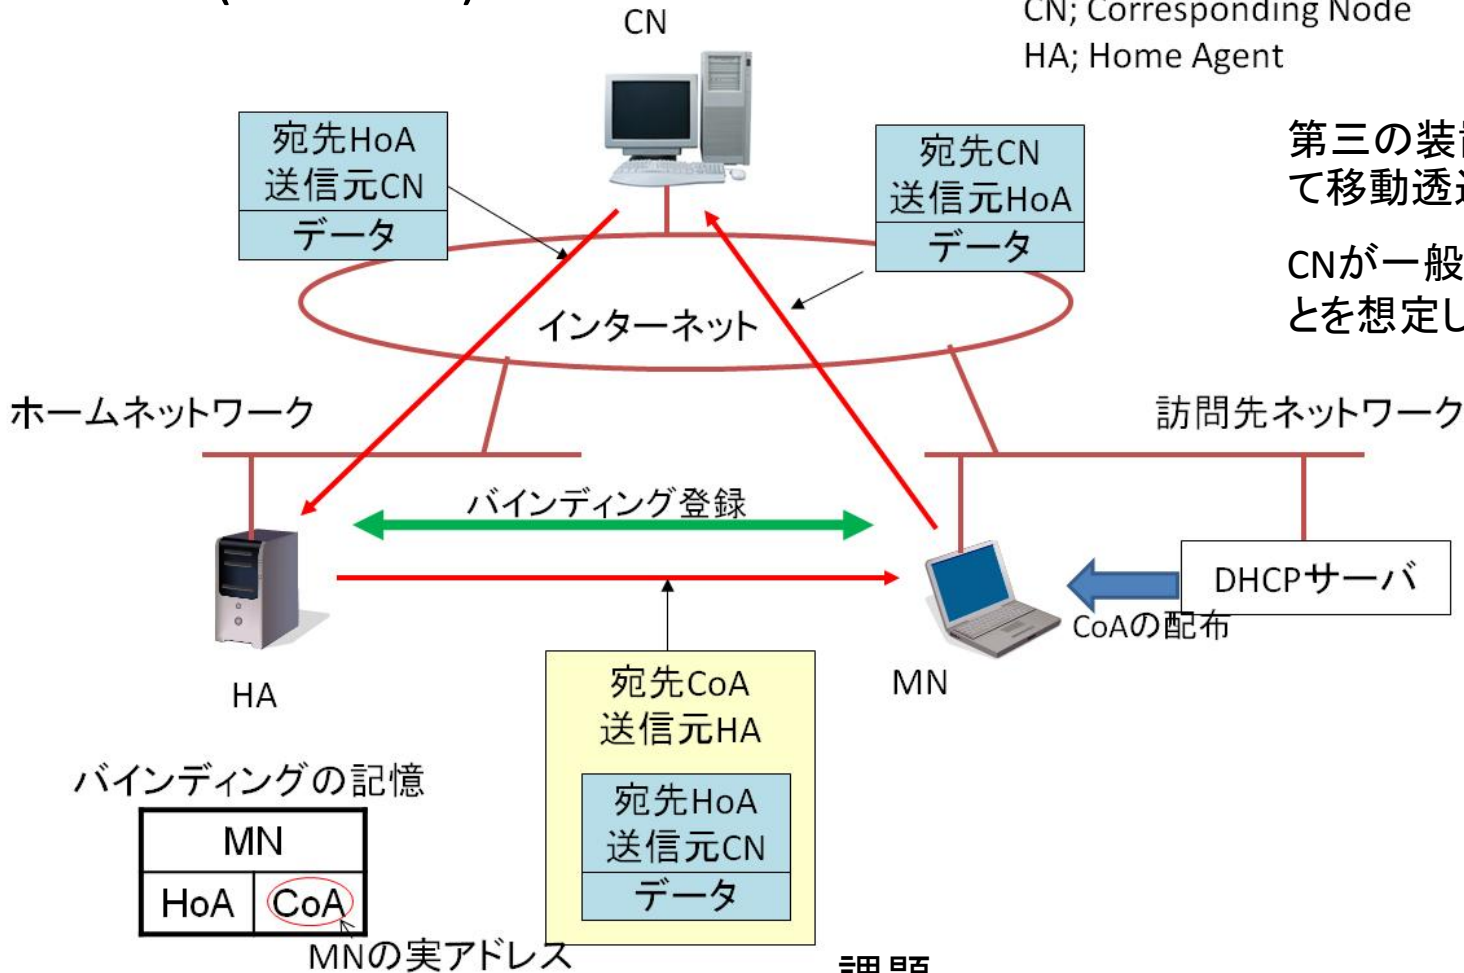 CN
CN; Corresponding Node
HA; Home Agent
宛先HoA
送信元CN
データ
宛先CN
送信元HoA
データ
第三の装
て移動透
CNが一般
とを想定し
インターネット
ホームネットワーク
訪問先ネットワーク
バインディング登録
DHCPサーバ
CoAの配布
HA
MN
宛先CoA
送信元HA
宛先HoA
送信元CN
データ
バインディングの記憶
MN
HoA CoA
MNの実アドレス
課題